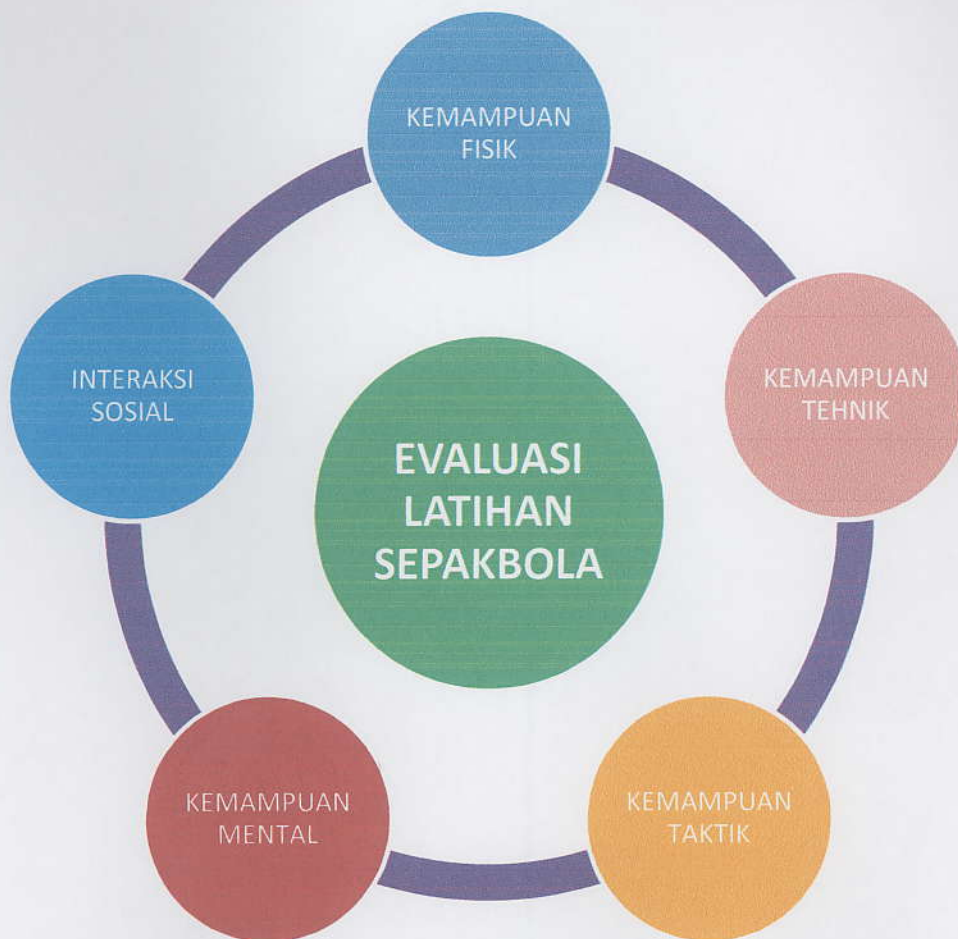 KEMAMPUAN
FISIK
KEMAMPUAN
TEHNIK
KEMAMPUAN
TAKTIK
KEMAMPUAN
MENTAL
INTERAKSI
SOSIAL
EVALUASI
LATIHAN
SEPAKBOLA